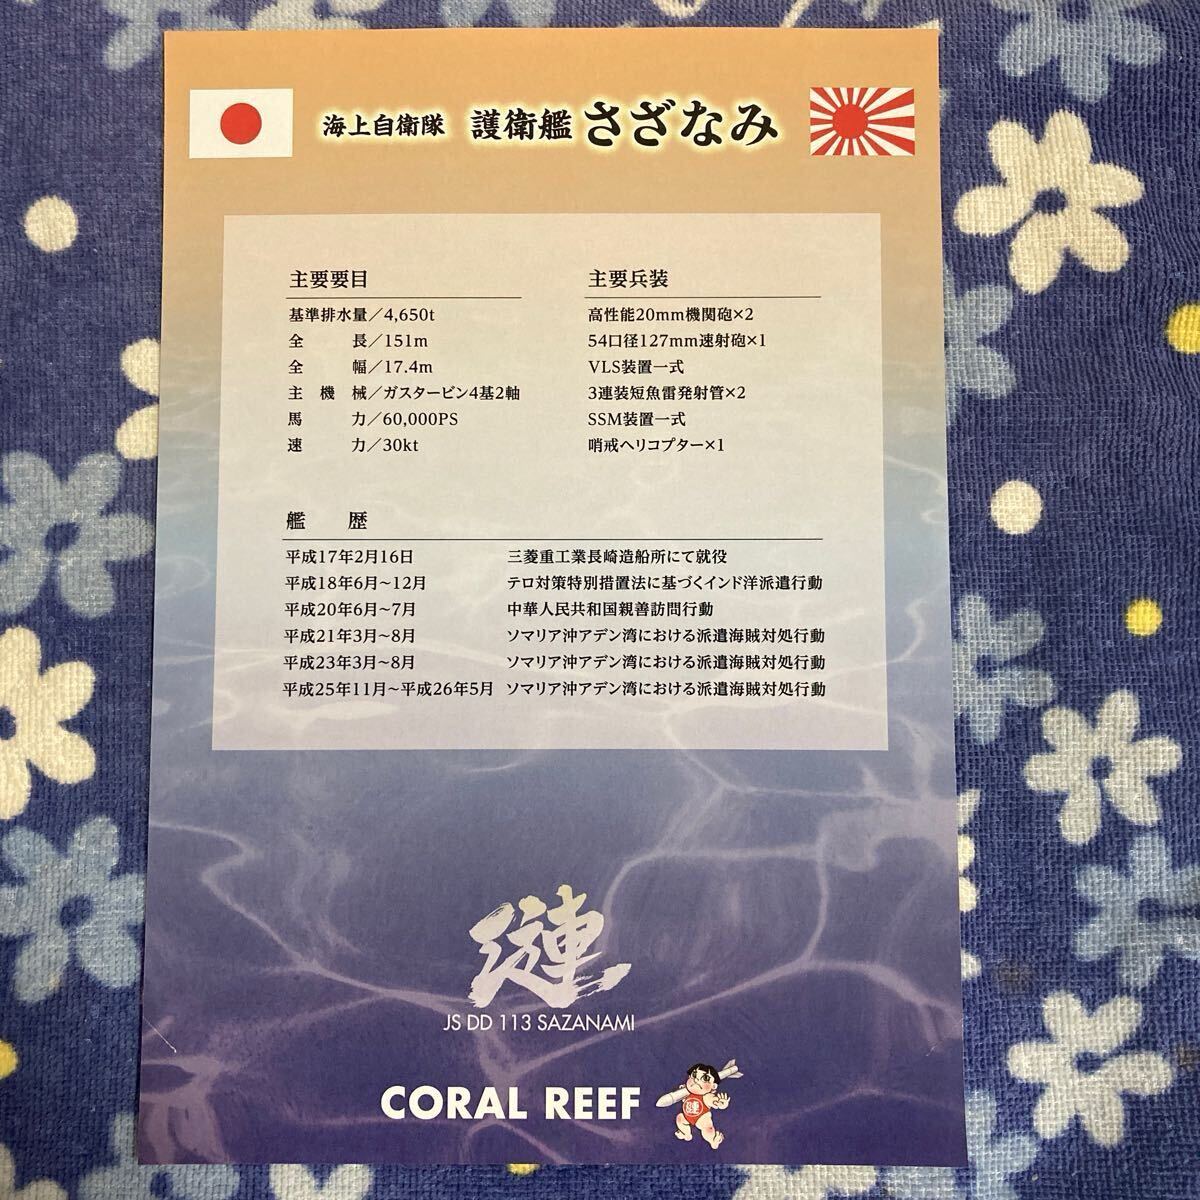 海上自衛隊 護衛艦 さざなみ
主要要目
基準排水量／4,650t
全 長／151m
全 幅／17.4m
主 機 械／ガスタービン4基2軸
馬 力／60,000PS
速 力／30kt
主要兵装
高性能20mm機関砲×2
54口径127mm速射砲×1
VLS装置一式
3連装短魚雷発射管×2
SSM装置一式
哨戒ヘリコプター×1
艦 歴
平成17年2月16日 三菱重工業長崎造船所にて就役
平成18年6月~12月 テロ対策特別措置法に基づくインド洋派遣行動
平成20年6月~7月 中華人民共和国親善訪問行動
平成21年3月~8月 ソマリア沖アデン湾における派遣海賊対処行動
平成23年3月~8月 ソマリア沖アデン湾における派遣海賊対処行動
平成25年11月~平成26年5月 ソマリア沖アデン湾における派遣海賊対処行動
漣
JS DD 113 SAZANAMI
CORAL REEF
漣